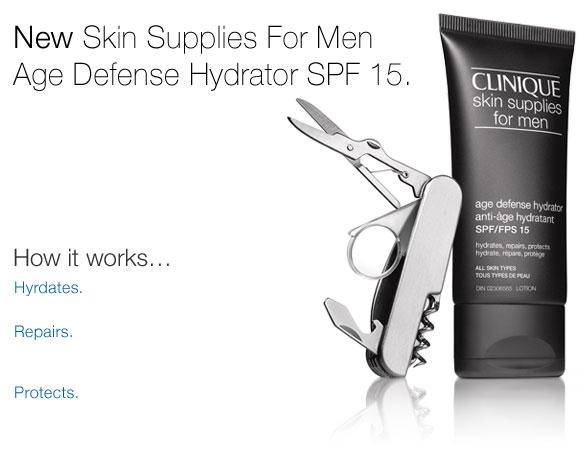 New Skin Supplies For Men
Age Defense Hydrator SPF 15.
CLINIQUE
skin supplies
for men
age defense hydrator
anti-âge hydratant
SPF/FPS 15
hydrates, repairs, protects
hydrate, répare, protège
ALL SKIN TYPES
TOUS TYPES DE PEAU
DIN 02306565 LOTION
How it works...
Hyrdates.
Repairs.
Protects.